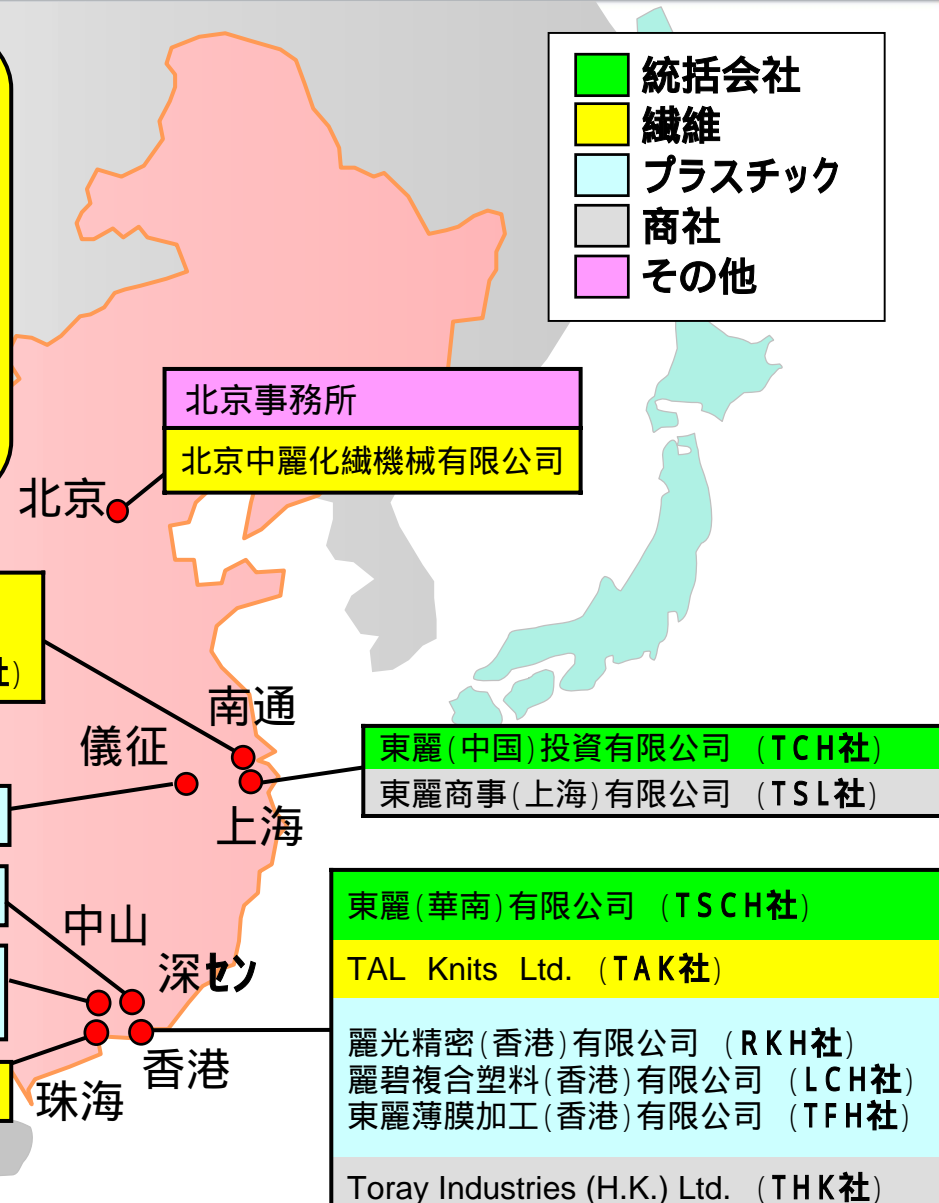 統括会社
繊維
プラスチック
商社
その他
北京事務所
北京中麗化繊機械有限公司
北京
社)
南通
儀征
上海
東麗(中国)投資有限公司 (TCH社)
東麗商事(上海)有限公司 (TSL社)
中山
深セン
香港
珠海
東麗(華南)有限公司 (TSCH社)
TAL Knits Ltd. (TAK社)
麗光精密(香港)有限公司 (RKH社)
麗碧複合塑料(香港)有限公司 (LCH社)
東麗薄膜加工(香港)有限公司 (TFH社)
Toray Industries (H.K.) Ltd. (THK社)